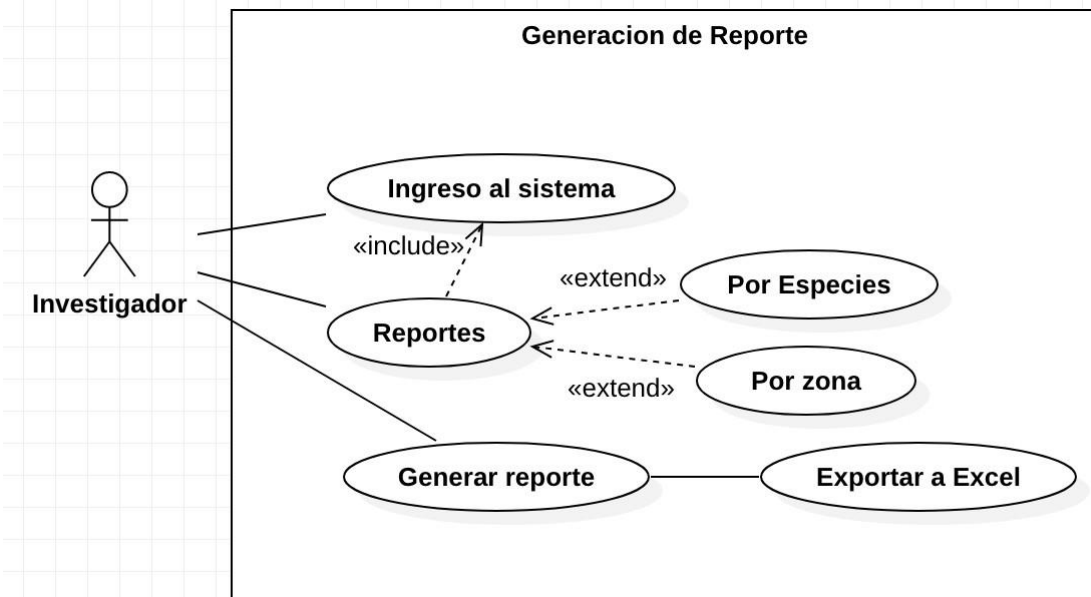 Generacion de Reporte
Ingreso al sistema
«include»
«extend»
Por Especies
Investigador
Reportes
Por zona
«extend»
Generar reporte
Exportar a Excel